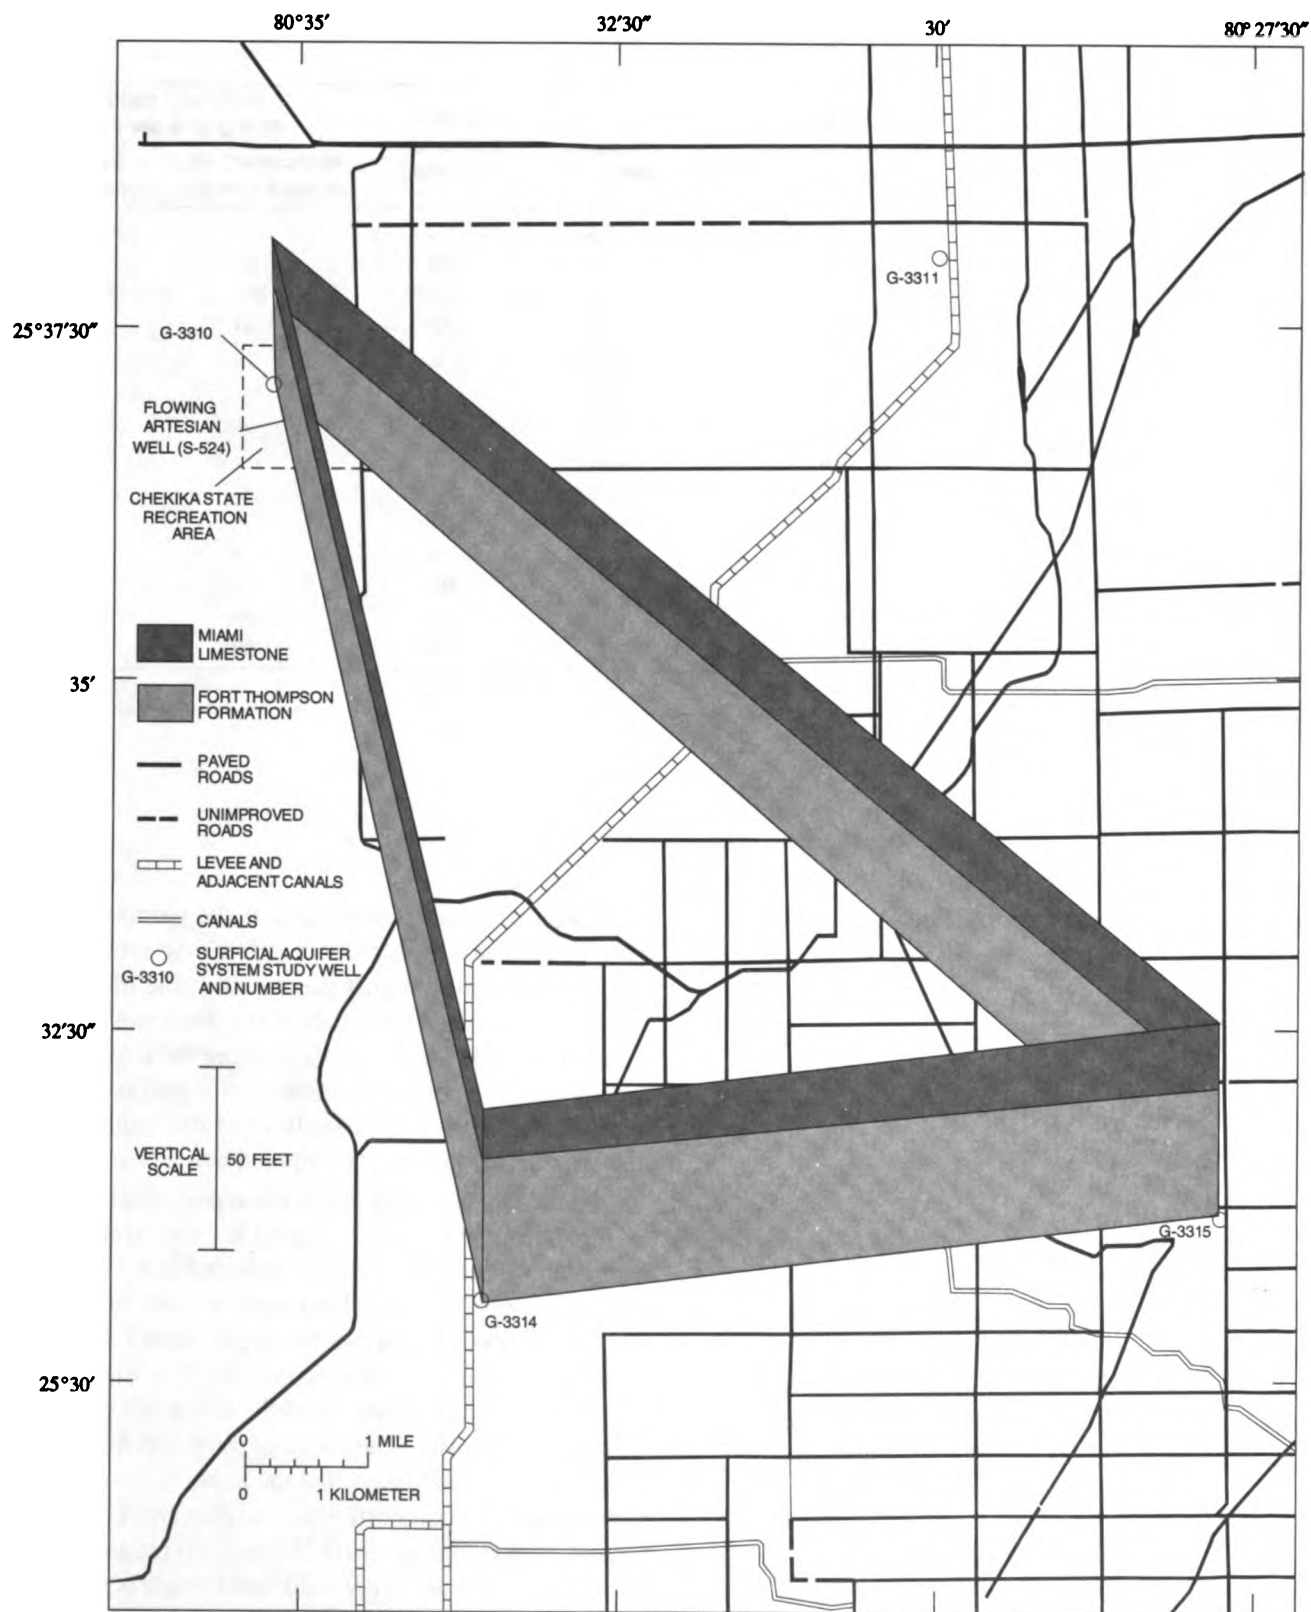 80°35′
32′30″
30′
80° 27′30″
G-3311
25°37′30″
G-3310
FLOWING
ARTESIAN
WELL (S-524)
CHEKIKA STATE
RECREATION
AREA
MIAMI
LIMESTONE
35′
FORT THOMPSON
FORMATION
PAVED
ROADS
UNIMPROVED
ROADS
LEVEE AND
ADJACENT CANALS
CANALS
SURFICIAL AQUIFER
SYSTEM STUDY WELL
AND NUMBER
G-3310
32′30″
VERTICAL
SCALE
50 FEET
G-3315
G-3314
25°30′
0
1 MILE
0
1 KILOMETER